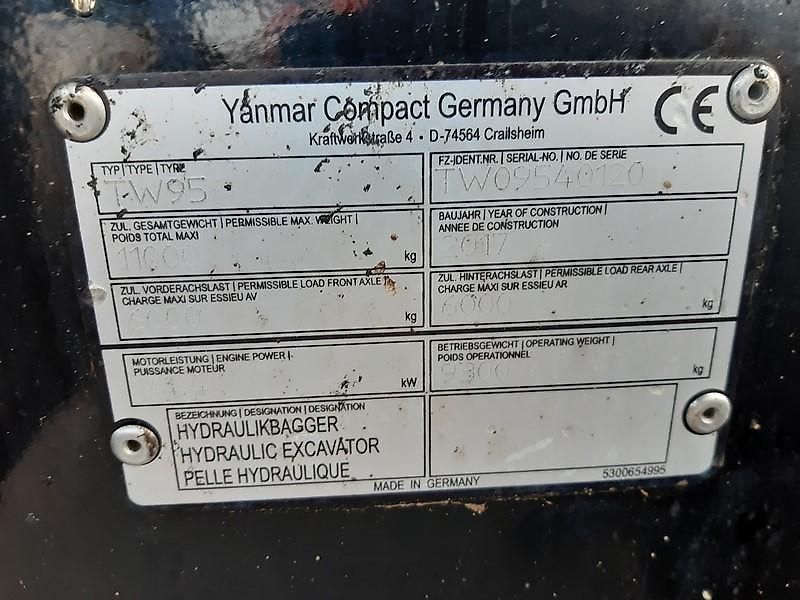 Yanmar Compact Germany GmbH
CE
Kraftwerkstraße 4 • D-74564 Crailsheim
TYP | TYPE | TYPE
TW95
FZ-IDENT.NR. | SERIAL-NO. | NO. DE SERIE
TW09540120
ZUL. GESAMTGEWICHT | PERMISSIBLE MAX. WEIGHT |
POIDS TOTAL MAXI
11000
kg
BAUJAHR | YEAR OF CONSTRUCTION |
ANNEE DE CONSTRUCTION
2017
ZUL. VORDERACHSLAST | PERMISSIBLE LOAD FRONT AXLE |
CHARGE MAXI SUR ESSIEU AV
6000
kg
ZUL. HINTERACHSLAST | PERMISSIBLE LOAD REAR AXLE |
CHARGE MAXI SUR ESSIEU AR
6000
kg
MOTORLEISTUNG | ENGINE POWER |
PUISSANCE MOTEUR
kW
BETRIEBSGEWICHT | OPERATING WEIGHT |
POIDS OPERATIONNEL
9300
kg
BEZEICHNUNG | DESIGNATION | DESIGNATION
HYDRAULIKBAGGER
HYDRAULIC EXCAVATOR
PELLE HYDRAULIQUE
MADE IN GERMANY
5300654995